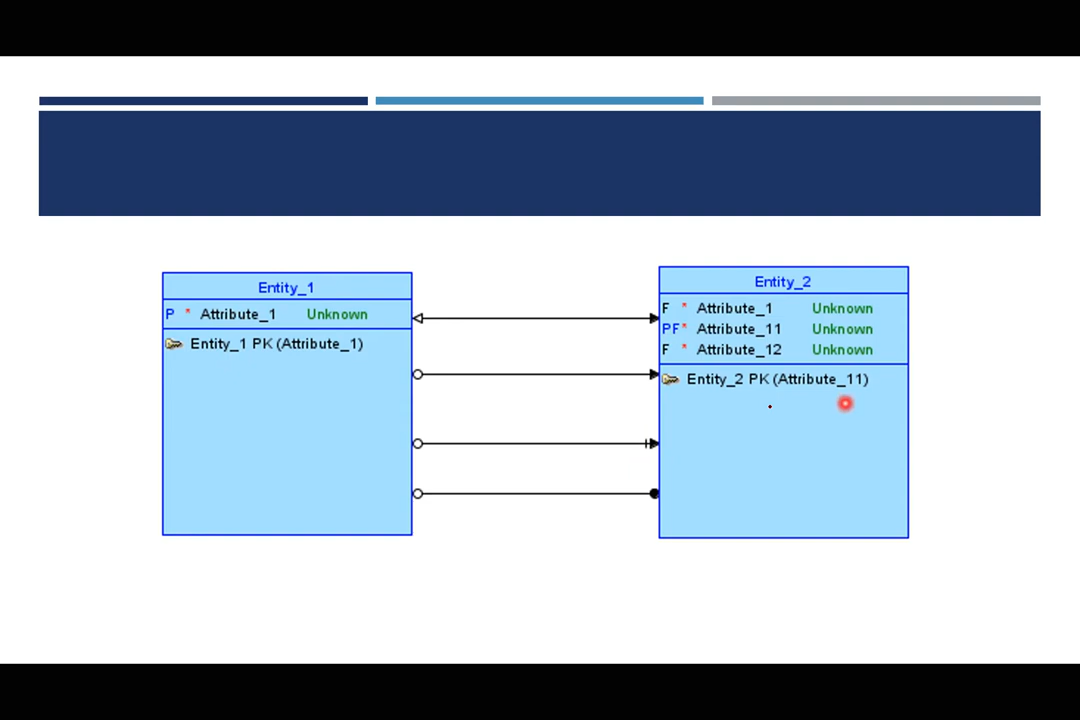 Entity_1
P * Attribute_1 Unknown
Entity_1 PK (Attribute_1)
Entity_2
F * Attribute_1 Unknown
PF* Attribute_11 Unknown
F * Attribute_12 Unknown
Entity_2 PK (Attribute_11)